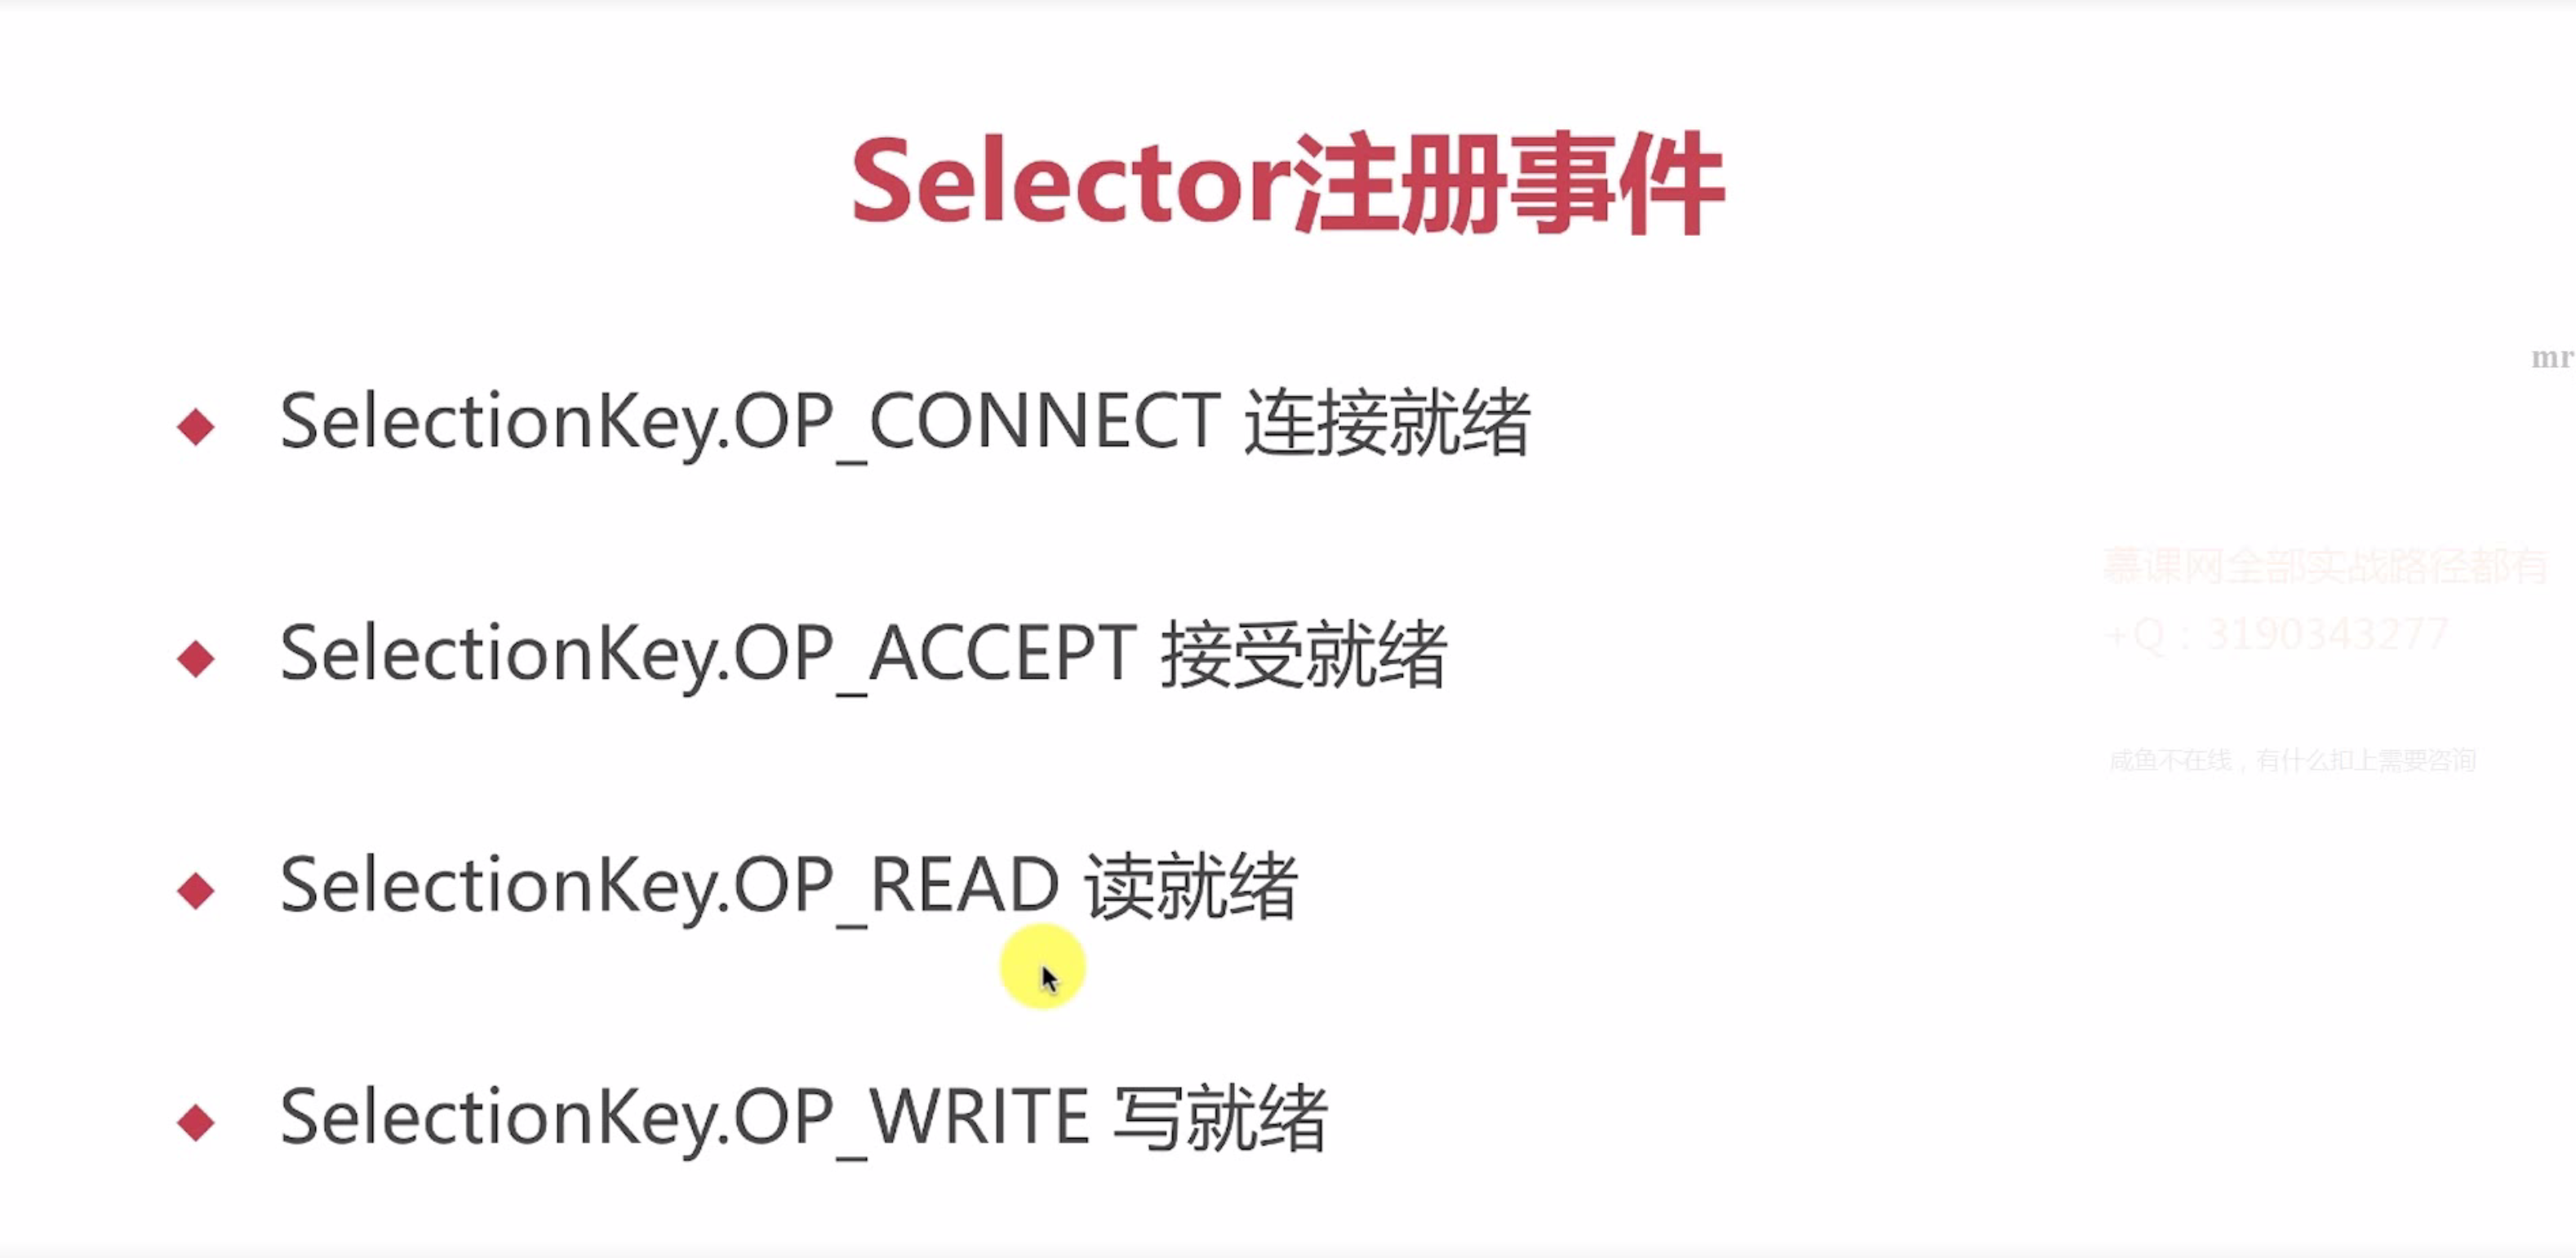 Selector注册事件
SelectionKey.OP_CONNECT 连接就绪
mr
SelectionKey.OP_ACCEPT 接受就绪
慕课网全部实战路径都有
+Q：3190343277
咸鱼不在线，有什么扣上需要咨询
SelectionKey.OP_READ 读就绪
SelectionKey.OP_WRITE 写就绪